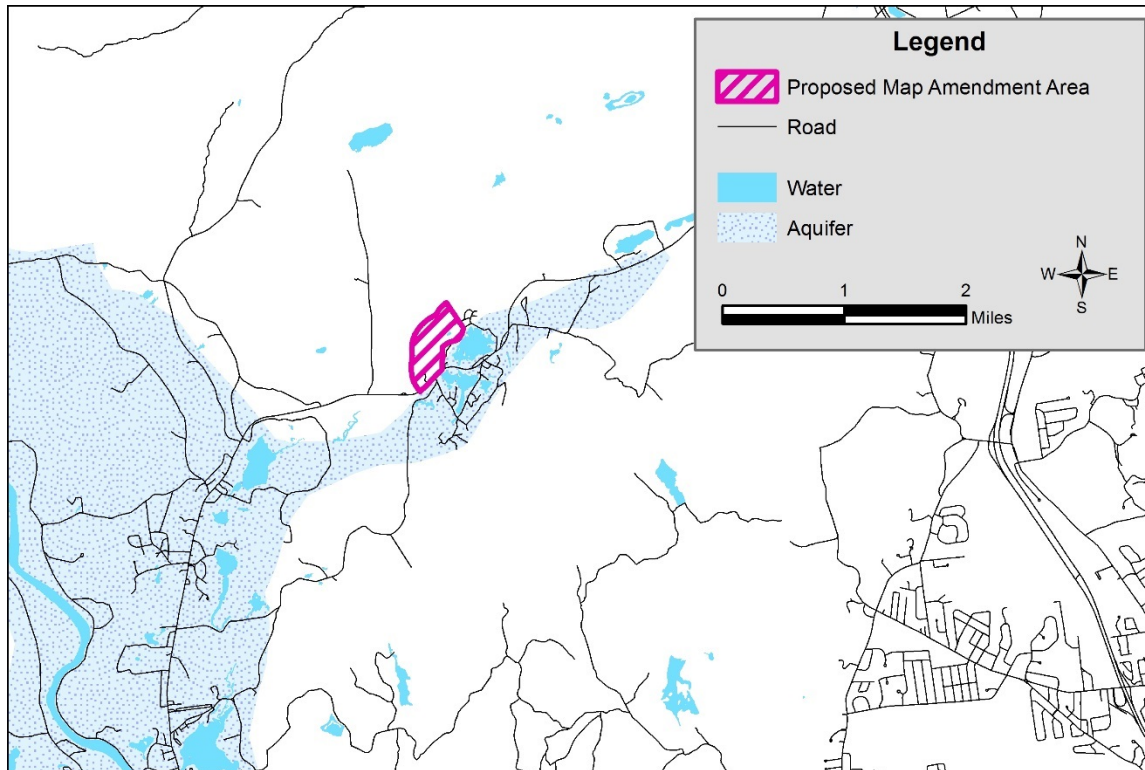 Legend
Proposed Map Amendment Area
Road
Water
Aquifer
N
W E
S
0 1 2
Miles